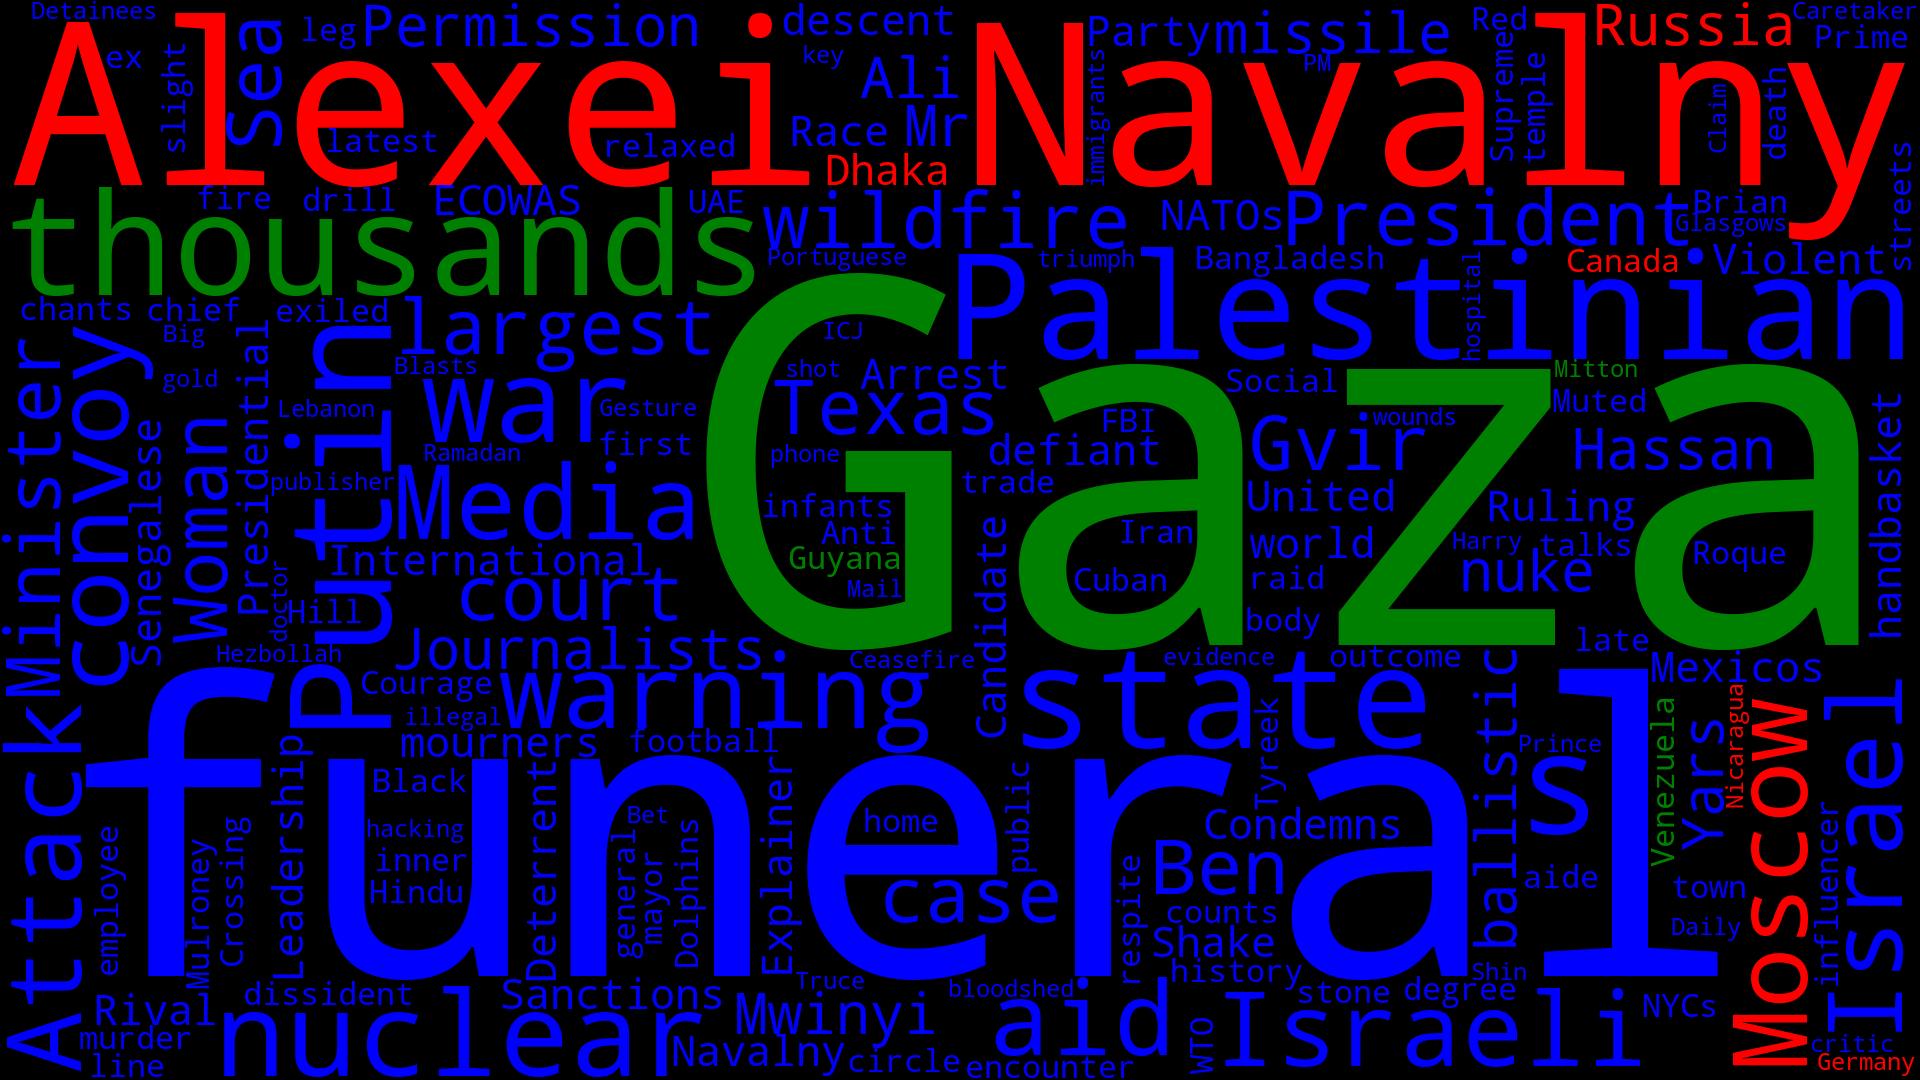 Detainees
leg
Permission
descent
Party
missile
Red
Russia
Caretaker
Prime
ex
slight
sea
Alexei Navalny
key
Ali
PM
immigrants
Supreme
temple
Claim
death
latest
relaxed
Race
Mr
Dhaka
streets
fire
drill
ECOWAS
UAE
wildfire
NATOs
President
Brian
Glasgows
thousands
Portuguese
triumph
Palestinian
Bangladesh
hospital
Canada
Violent
chants
chief
exiled
largest
Gaza
ICJ
Big
Minister
convoy
Presidential
Putin
Blasts
shot
Arrest
Social
Mitton
gold
Senegalese
Woman
Lebanon
war
Gesture
Texas
FBI
Gvir
wounds
Muted
handbasket
Ramadan
first
phone
defiant
Hassan
publisher
Media
trade
infants
Anti
United
Ruling
Candidate
Iran
world
Harry
talks
Roque
International
Guyana
Cuban
raid
nuke
doctor
Hill
court
Mail
body
Hezbollah
Journalists
Ceasefire
evidence
outcome
late
Mexicos
Courage
warning
state
ballistic
illegal
Tyreek
Venezuela
Nicaragua
Moscow
Israel
Attack
funeral
mourners
football
Prince
s
Yars
Leadership
Black
Deterrent
Explainer
public
employee
Mulroney
Crossing
hacking
Bet
home
Condemns
influencer
inner
Hindu
general
mayor
Dolphins
case
respite
Ben
aide
town
counts
Daily
Shake
history
Shin
Rival
dissident
Sanctions
Truce
bloodshed
stone
degree
NYCs
murder
nuclear
Mwinyi
aid
Israeli
line
Navalny
circle
encounter
WTO
critic
Germany